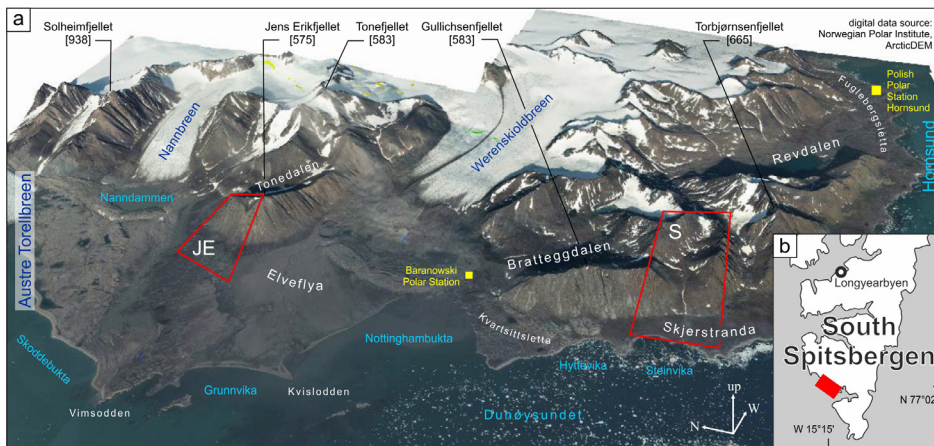 a
Solheimfjellet
[938]
Jens Erikfjellet
[575]
Tonefjellet
[583]
Gullichsenfjellet
[583]
Torbjørnsenfjellet
[665]
digital data source:
Norwegian Polar Institute,
ArcticDEM
Polish
Polar
Station
Hornsund
Fuglebergsletta
Hornsund
Nannbreen
Werenskioldbreen
Revdalen
Tonedalen
Nanndammen
Austre Torellbreen
JE
S
Bratteggdalen
Elveflya
Baranowski
Polar Station
Kvartsittsletta
Skjerstranda
Nottinghambukta
Hyttevika
Steinvika
Skoddebukta
Grunnvika
Kvislodden
Vimsodden
Dunøysundet
up
N
W
b
Longyearbyen
South
Spitsbergen
N 77°02
W 15°15'